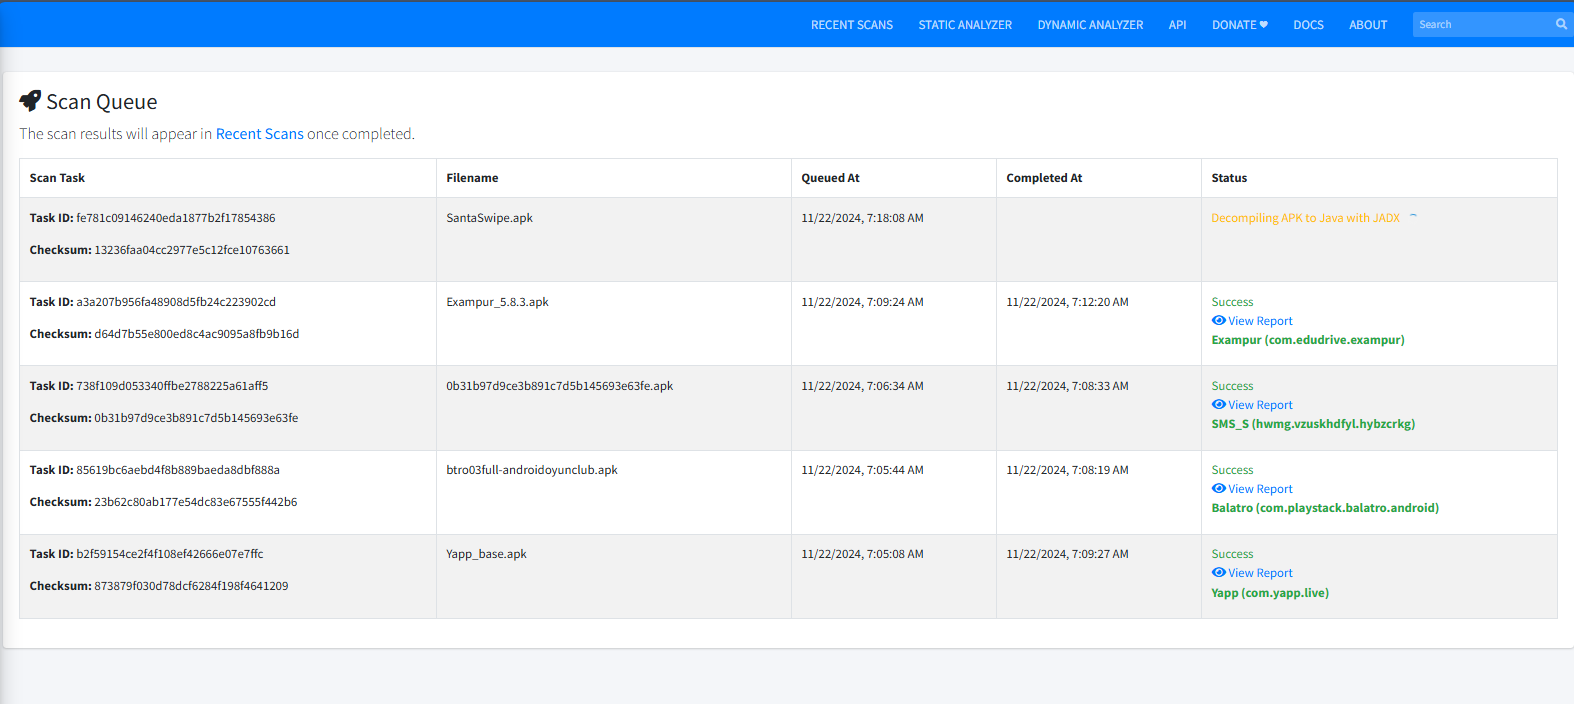 RECENT SCANS STATIC ANALYZER DYNAMIC ANALYZER API DONATE ♥ DOCS ABOUT Search
Scan Queue
The scan results will appear in Recent Scans once completed.
Scan Task Filename Queued At Completed At Status
Task ID: fe781c09146240eda1877b2f17854386 SantaSwipe.apk 11/22/2024, 7:18:08 AM Decompiling APK to Java with JADX
Checksum: 13236faa04cc2977e5c12fce10763661
Task ID: a3a207b956fa48908d5fb24c223902cd Exampur_5.8.3.apk 11/22/2024, 7:09:24 AM 11/22/2024, 7:12:20 AM Success
View Report
Checksum: d64d7b55e800ed8c4ac9095a8fb9b16d
Exampur (com.edudrive.exampur)
Task ID: 738f109d053340ffbe2788225a61aff5 0b31b97d9ce3b891c7d5b145693e63fe.apk 11/22/2024, 7:06:34 AM 11/22/2024, 7:08:33 AM Success
View Report
Checksum: 0b31b97d9ce3b891c7d5b145693e63fe
SMS_S (hwmg.vzuskhdfyl.hybzcrkg)
Task ID: 85619bc6aebd4f8b889baeda8dbf888a btro03full-androidoyunclub.apk 11/22/2024, 7:05:44 AM 11/22/2024, 7:08:19 AM Success
View Report
Checksum: 23b62c80ab177e54dc83e67555f442b6
Balatro (com.playstack.balatro.android)
Task ID: b2f59154ce2f4f108ef42666e07e7ffc Yapp_base.apk 11/22/2024, 7:05:08 AM 11/22/2024, 7:09:27 AM Success
View Report
Checksum: 873879f030d78dcf6284f198f4641209
Yapp (com.yapp.live)